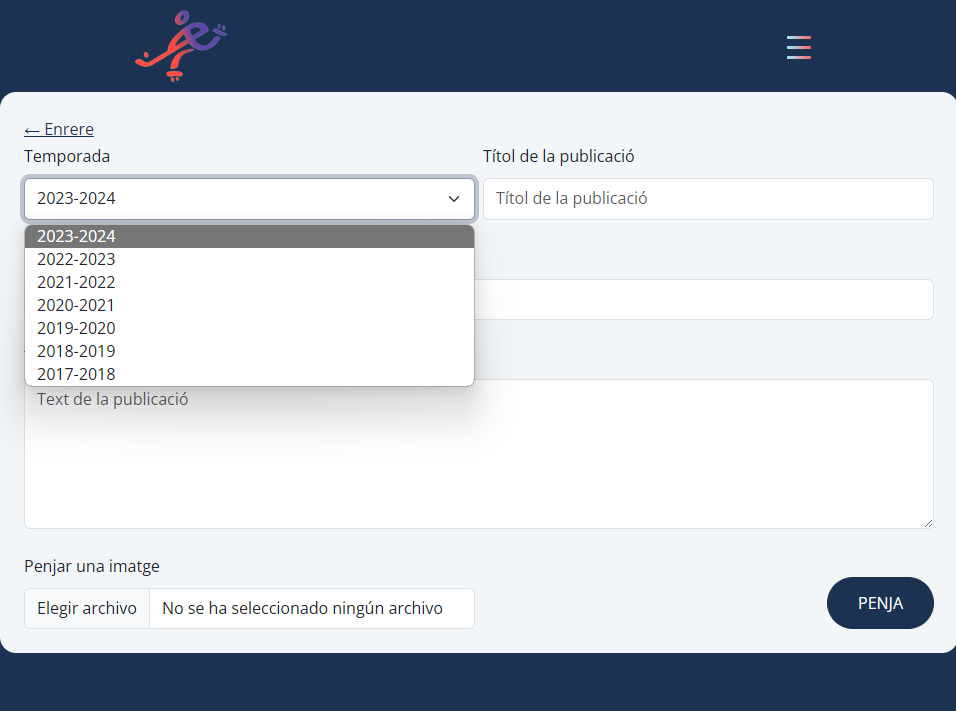 ← Enrere
Temporada
Títol de la publicació
2023-2024
Títol de la publicació
2023-2024
2022-2023
2021-2022
2020-2021
2019-2020
2018-2019
2017-2018
Text de la publicació
Penjar una imatge
Elegir archivo
No se ha seleccionado ningún archivo
PENJA